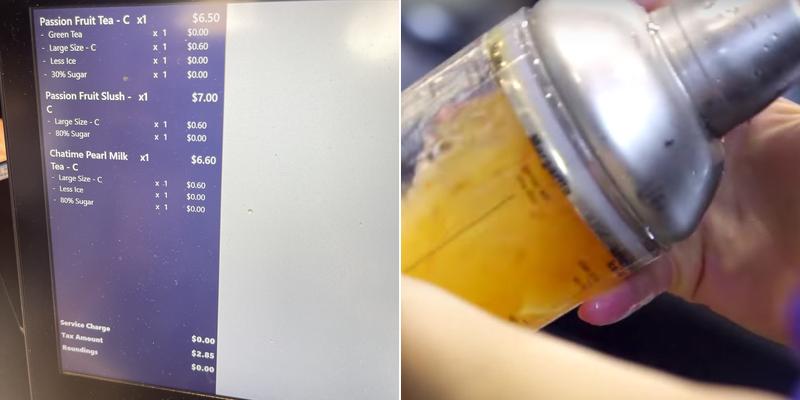 Passion Fruit Tea - C x1 $6.50
- Green Tea x 1 $0.00
- Large Size - C x 1 $0.60
- Less Ice x 1 $0.00
- 30% Sugar x 1 $0.00
Passion Fruit Slush - x1 $7.00
C
- Large Size - C x 1 $0.60
- 80% Sugar x 1 $0.00
Chatime Pearl Milk x1 $6.60
Tea - C
- Large Size - C x 1 $0.60
- Less Ice x 1 $0.00
- 80% Sugar x 1 $0.00
Service Charge $0.00
Tax Amount $2.85
Roundings $0.00